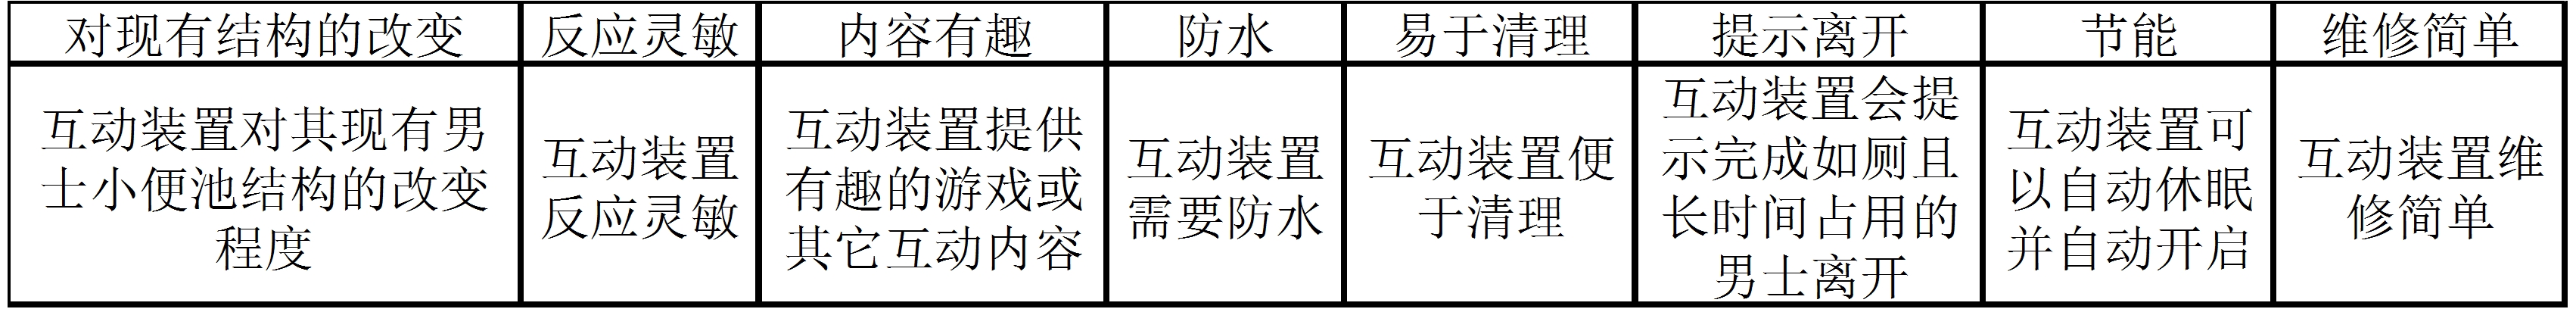 对现有结构的改变
反应灵敏
内容有趣
防水
易于清理
提示离开
节能
维修简单
互动装置对其现有男
士小便池结构的改变
程度
互动装置
反应灵敏
互动装置提供
有趣的游戏或
其它互动内容
互动装置
需要防水
互动装置便
于清理
互动装置会提
示完成如厕且
长时间占用的
男士离开
互动装置可
以自动休眠
并自动开启
互动装置维
修简单